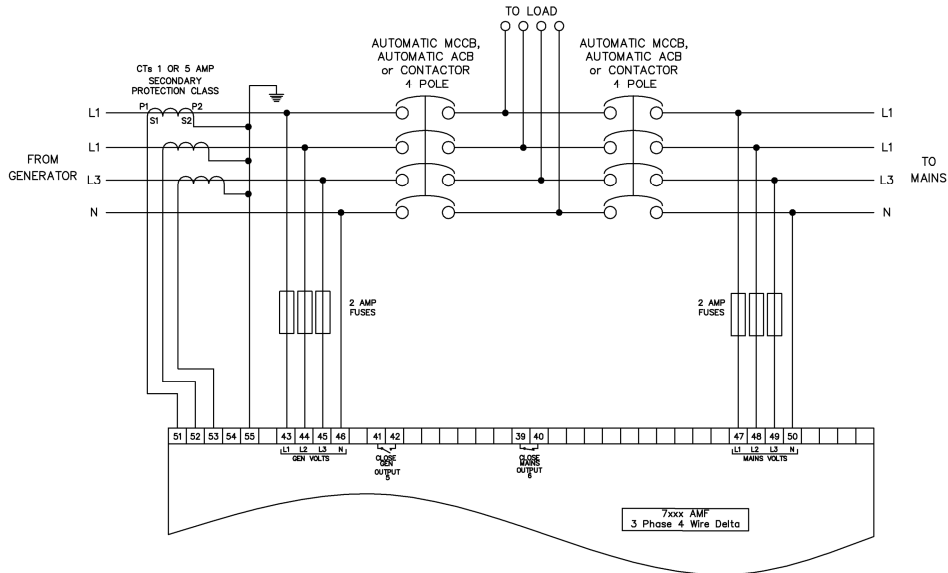 TO LOAD
AUTOMATIC MCCB,
AUTOMATIC ACB
or CONTACTOR
4 POLE
AUTOMATIC MCCB,
AUTOMATIC ACB
or CONTACTOR
4 POLE
CTs 1 OR 5 AMP
SECONDARY
PROTECTION CLASS
P1 P2
S1 S2
L1 L1
L1 L1
L3 L3
N N
FROM
GENERATOR
TO
MAINS
2 AMP
FUSES
2 AMP
FUSES
51 52 53 54 55 43 44 45 46 41 42 39 40 47 48 49 50
L1 L2 L3 N
GEN VOLTS
CLOSE
GEN
OUTPUT
5
CLOSE
MAINS
OUTPUT
6
L1 L2 L3 N
MAINS VOLTS
7xxx AMF
3 Phase 4 Wire Delta